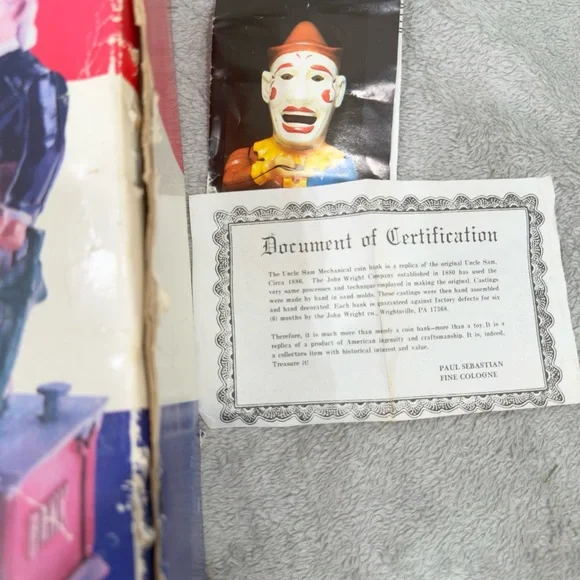 Document of Certification
The Uncle Sam Mechanical coin bank is a replica of the original Uncle Sam,
Circa 1886. The John Wright Company established in 1880 has used the
very same processes and technique employed in making the original. Castings
were made by hand in sand molds. Those castings were then hand assembled
and hand decorated. Each bank is guaranteed against factory defects for six
(6) months by the John Wright co., Wrightsville, PA 17368.
Therefore, it is much more than merely a coin bank—more than a toy. It is a
replica of a product of American ingenuity and craftsmanship. It is, indeed,
a collectors item with historical interest and value.
Treasure it!
PAUL SEBASTIAN
FINE COLOGNE
BANK